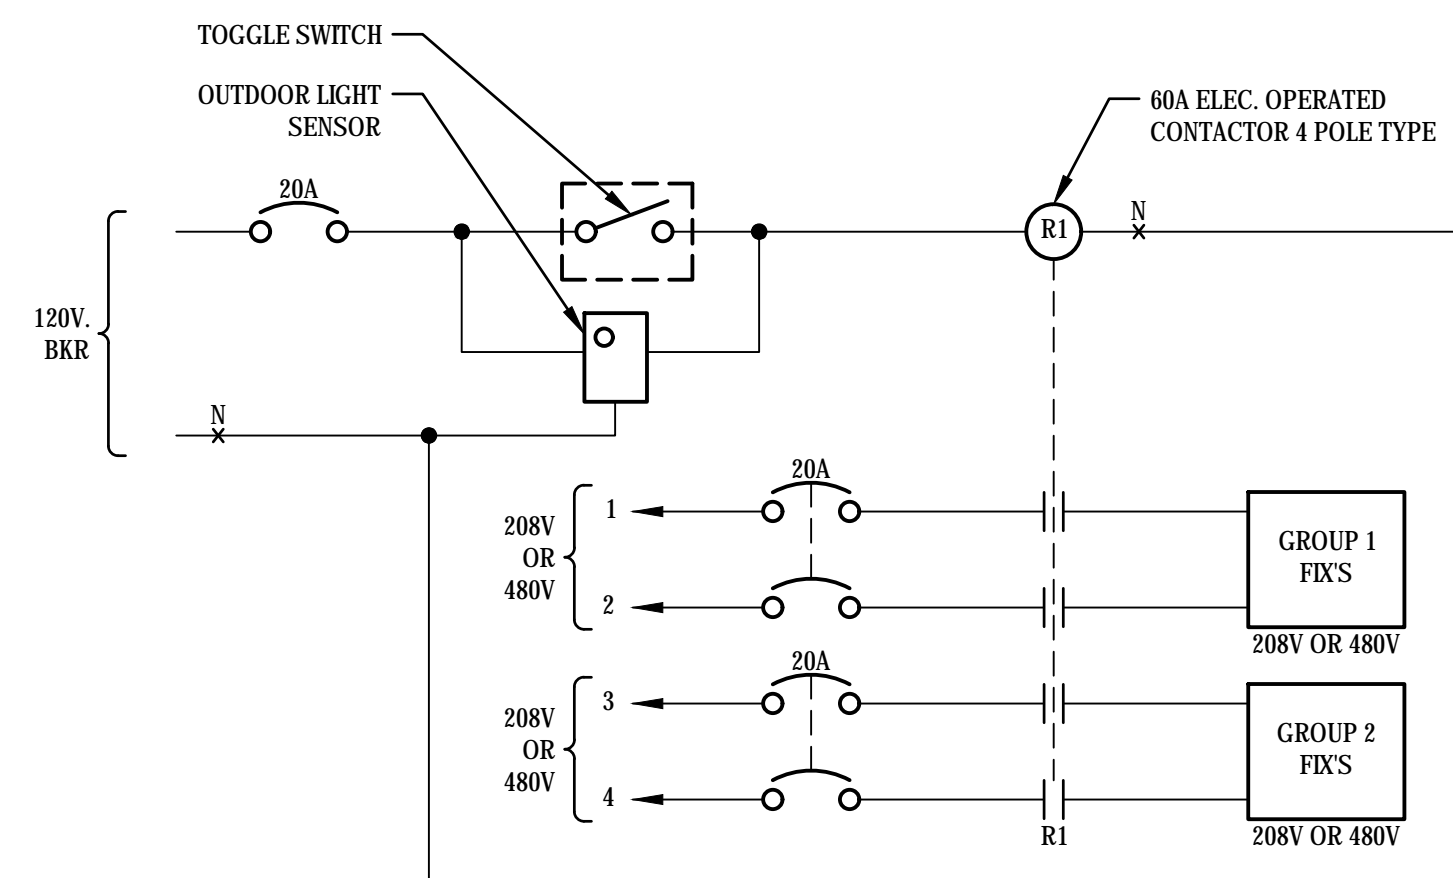 TOGGLE SWITCH
OUTDOOR LIGHT
SENSOR
60A ELEC. OPERATED
CONTACTOR 4 POLE TYPE
20A
R1
N
120V.
BKR
N
20A
208V
OR
480V
1
2
GROUP 1
FIX'S
208V OR 480V
20A
208V
OR
480V
3
4
GROUP 2
FIX'S
R1
208V OR 480V